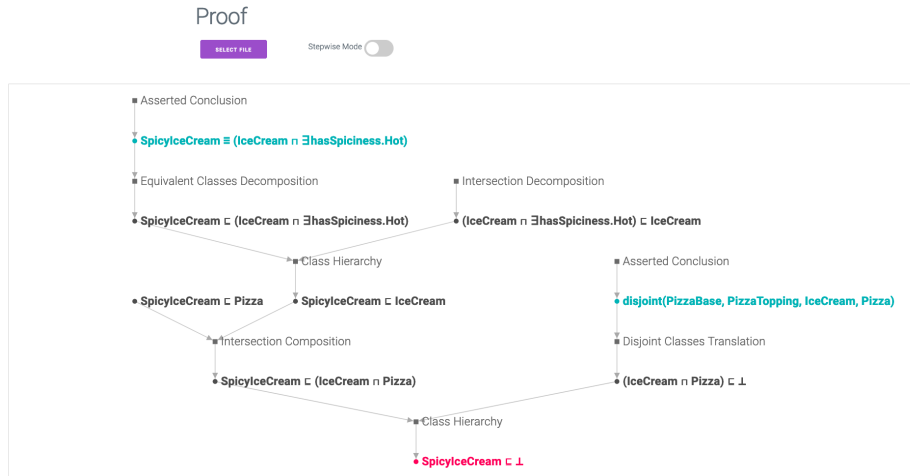 Proof
SELECT FILE
Stepwise Mode
Asserted Conclusion
SpicyIceCream ≡ (IceCream ⊓ ∃hasSpiciness.Hot)
Equivalent Classes Decomposition
Intersection Decomposition
SpicyIceCream ⊑ (IceCream ⊓ ∃hasSpiciness.Hot)
(IceCream ⊓ ∃hasSpiciness.Hot) ⊑ IceCream
Class Hierarchy
Asserted Conclusion
SpicyIceCream ⊑ Pizza
SpicyIceCream ⊑ IceCream
disjoint(PizzaBase, PizzaTopping, IceCream, Pizza)
Intersection Composition
Disjoint Classes Translation
SpicyIceCream ⊑ (IceCream ⊓ Pizza)
(IceCream ⊓ Pizza) ⊑ ⊥
Class Hierarchy
SpicyIceCream ⊑ ⊥